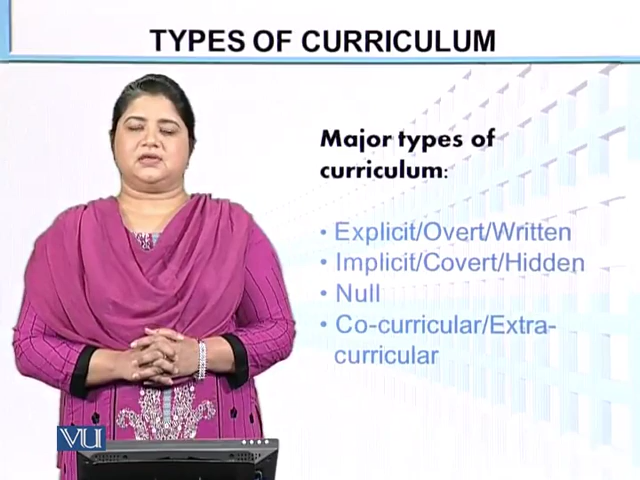 TYPES OF CURRICULUM
Major types of
curriculum:
• Explicit/Overt/Written
• Implicit/Covert/Hidden
• Null
• Co-curricular/Extra-
curricular
VU